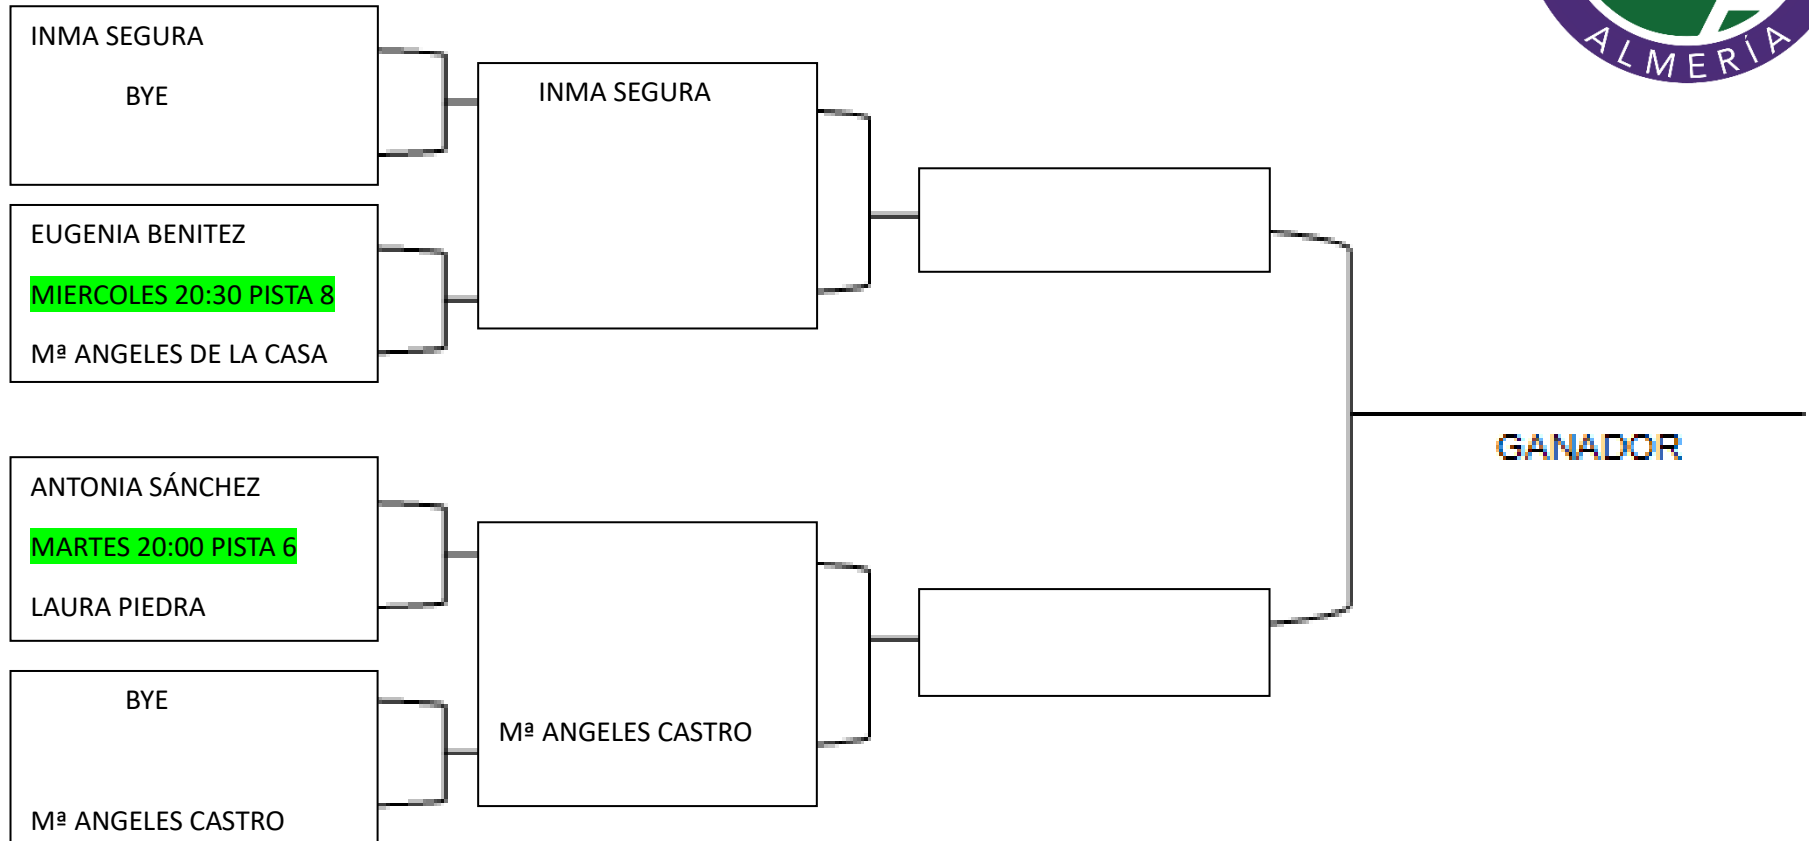 INMA SEGURA
BYE
EUGENIA BENITEZ
MIERCOLES 20:30 PISTA 8
Mª ANGELES DE LA CASA
ANTONIA SÁNCHEZ
MARTES 20:00 PISTA 6
LAURA PIEDRA
BYE
Mª ANGELES CASTRO
INMA SEGURA
Mª ANGELES CASTRO
GANADOR
ALMERÍA